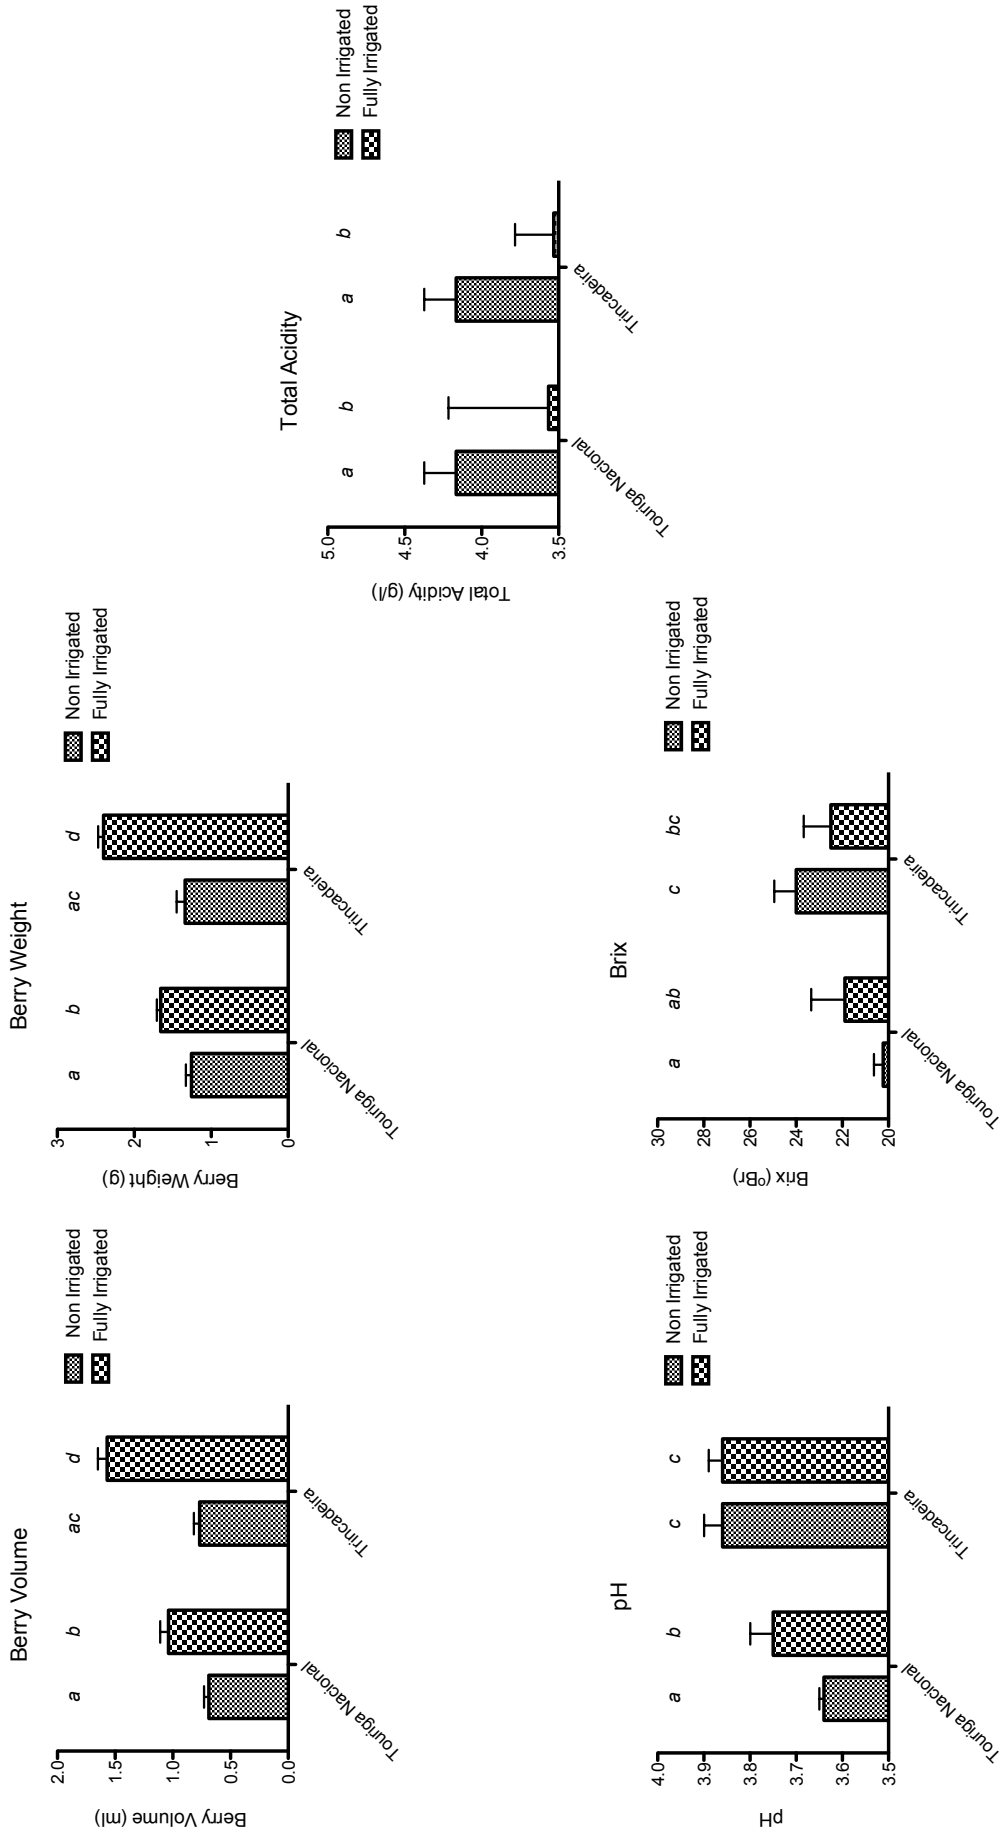 Berry Volume
Berry Volume (ml)
2.0
1.5
1.0
0.5
0.0
a
b
ac
d
Touriga Nacional
Trincadeira
Non Irrigated
Fully Irrigated
Berry Weight
Berry Weight (g)
3
2
1
0
a
b
ac
d
Touriga Nacional
Trincadeira
Non Irrigated
Fully Irrigated
Total Acidity
Total Acidity (g/l)
5.0
4.5
4.0
3.5
a
b
a
b
Touriga Nacional
Trincadeira
Non Irrigated
Fully Irrigated
pH
pH
4.0
3.9
3.8
3.7
3.6
3.5
a
b
c
c
Touriga Nacional
Trincadeira
Non Irrigated
Fully Irrigated
Brix
Brix (ºBr)
30
28
26
24
22
20
a
ab
c
bc
Touriga Nacional
Trincadeira
Non Irrigated
Fully Irrigated